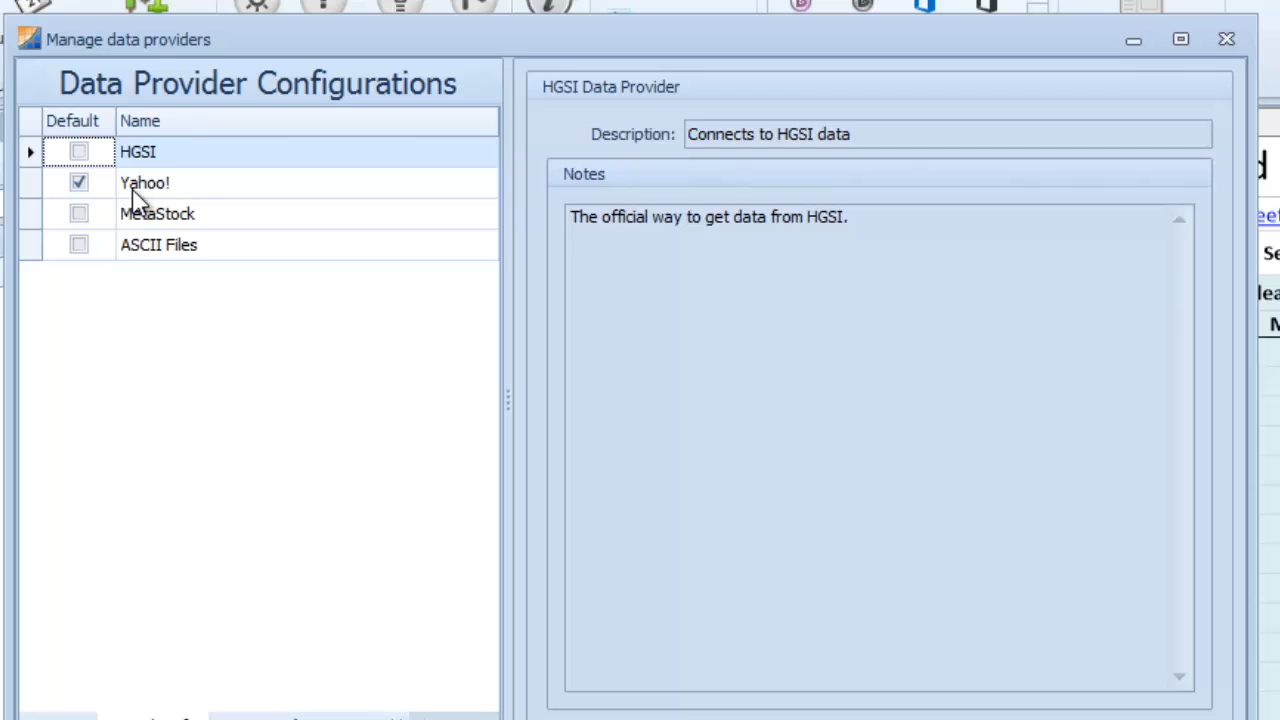 Manage data providers
Data Provider Configurations
Default Name
HGSI
Yahoo!
MetaStock
ASCII Files
HGSI Data Provider
Description: Connects to HGSI data
Notes
The official way to get data from HGSI.